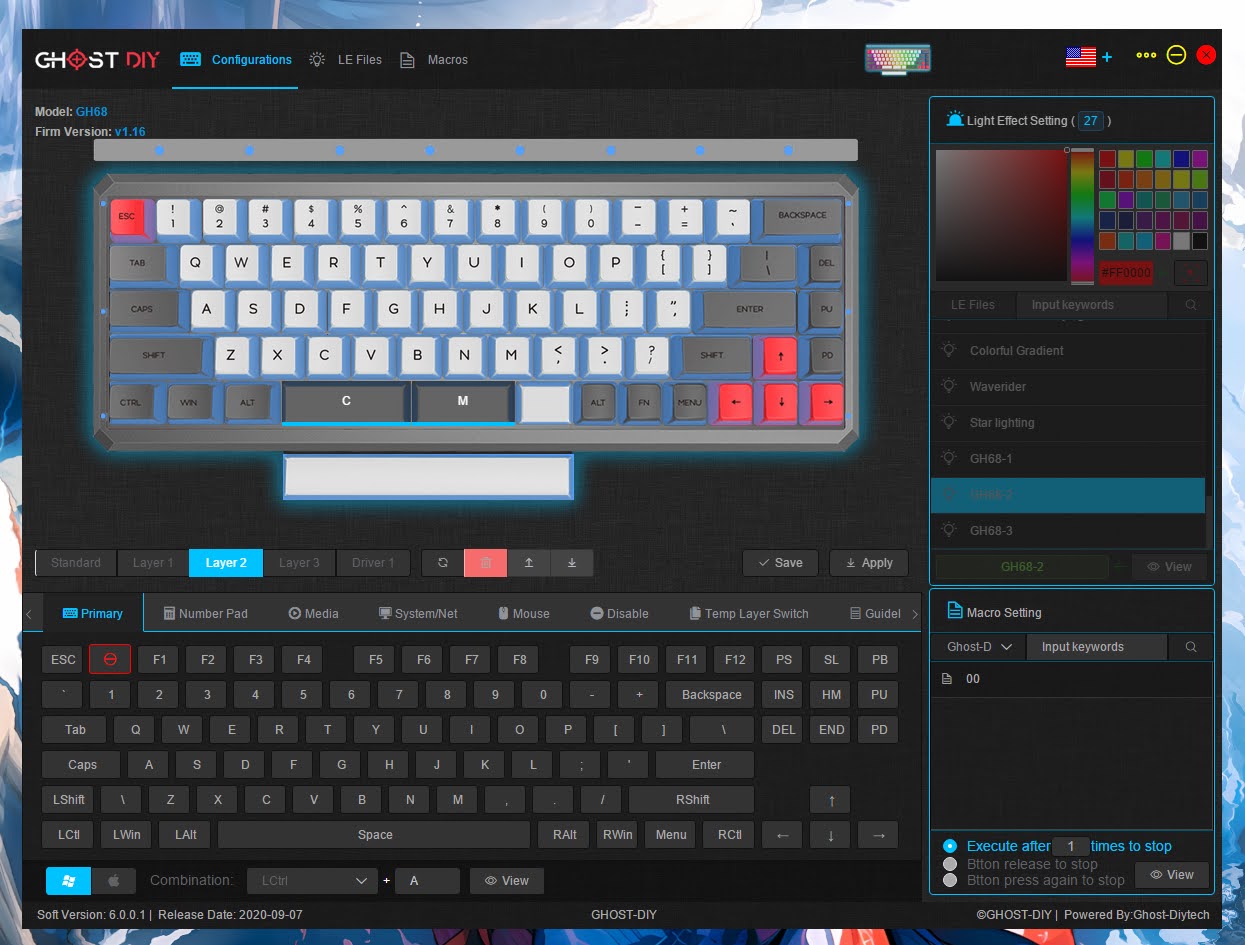 GHOST DIY Configurations LE Files Macros
Model: GH68
Firm Version: v1.16
ESC ! 1 @ 2 # 3 $ 4 % 5 ^ 6 & 7 * 8 ( 9 ) 0 – - + = ~ ` BACKSPACE
TAB Q W E R T Y U I O P { [ } ] | \ DEL
CAPS A S D F G H J K L : ; " , ENTER PU
SHIFT Z X C V B N M < , > . ? / SHIFT ↑ PD
CTRL WIN ALT C M ALT FN MENU ← ↓ →
Standard Layer 1 Layer 2 Layer 3 Driver 1 Save Apply
Primary Number Pad Media System/Net Mouse Disable Temp Layer Switch Guidel
ESC F1 F2 F3 F4 F5 F6 F7 F8 F9 F10 F11 F12 PS SL PB
` 1 2 3 4 5 6 7 8 9 0 - + Backspace INS HM PU
Tab Q W E R T Y U I O P [ ] \ DEL END PD
Caps A S D F G H J K L ; ' Enter
LShift \ Z X C V B N M , . / RShift ↑
LCtl LWin LAlt Space RAlt RWin Menu RCtl ← ↓ →
Combination: LCtrl + A View
Light Effect Setting ( 27 )
#FF0000
LE Files Input keywords
Colorful Gradient
Waverider
Star lighting
GH68-1
GH68-2
GH68-3
GH68-2 View
Macro Setting
Ghost-D Input keywords
00
Execute after 1 times to stop
Btton release to stop
Btton press again to stop View
Soft Version: 6.0.0.1 | Release Date: 2020-09-07 GHOST-DIY ©GHOST-DIY | Powered By:Ghost-Diytech